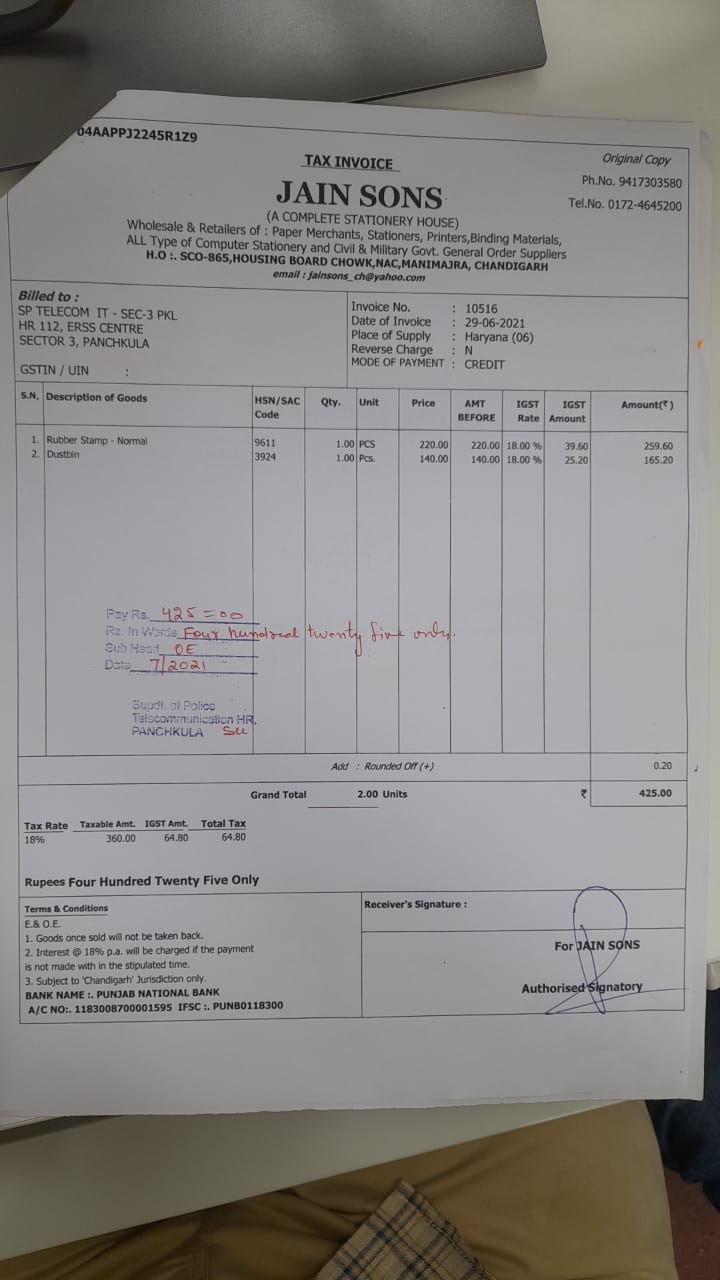 04AAPPJ2245R1Z9
TAX INVOICE
Original Copy
JAIN SONS
Ph.No. 9417303580
(A COMPLETE STATIONERY HOUSE)
Tel.No. 0172-4645200
Wholesale & Retailers of : Paper Merchants, Stationers, Printers,Binding Materials,
ALL Type of Computer Stationery and Civil & Military Govt. General Order Suppliers
H.O :. SCO-865,HOUSING BOARD CHOWK,NAC,MANIMAJRA, CHANDIGARH
email : jainsons_ch@yahoo.com
Billed to :
SP TELECOM IT - SEC-3 PKL
HR 112, ERSS CENTRE
SECTOR 3, PANCHKULA
GSTIN / UIN :
Invoice No. : 10516
Date of Invoice : 29-06-2021
Place of Supply : Haryana (06)
Reverse Charge : N
MODE OF PAYMENT : CREDIT
S.N. Description of Goods HSN/SAC Code Qty. Unit Price AMT BEFORE IGST Rate IGST Amount Amount(₹)
1. Rubber Stamp - Normal 9611 1.00 PCS 220.00 220.00 18.00 % 39.60 259.60
2. Dustbin 3924 1.00 Pcs. 140.00 140.00 18.00 % 25.20 165.20
Pay Rs. 425=00
Rs. In Words Four hundred twenty five only.
Sub Head OE
Date 7/2021
Supdt. of Police
Telecommunication HR.
PANCHKULA
Add : Rounded Off (+) 0.20
Grand Total 2.00 Units ₹ 425.00
Tax Rate Taxable Amt. IGST Amt. Total Tax
18% 360.00 64.80 64.80
Rupees Four Hundred Twenty Five Only
Terms & Conditions
E.& O.E.
1. Goods once sold will not be taken back.
2. Interest @ 18% p.a. will be charged if the payment
is not made with in the stipulated time.
3. Subject to 'Chandigarh' Jurisdiction only.
BANK NAME :. PUNJAB NATIONAL BANK
A/C NO:. 1183008700001595 IFSC :. PUNB0118300
Receiver's Signature :
For JAIN SONS
Authorised Signatory